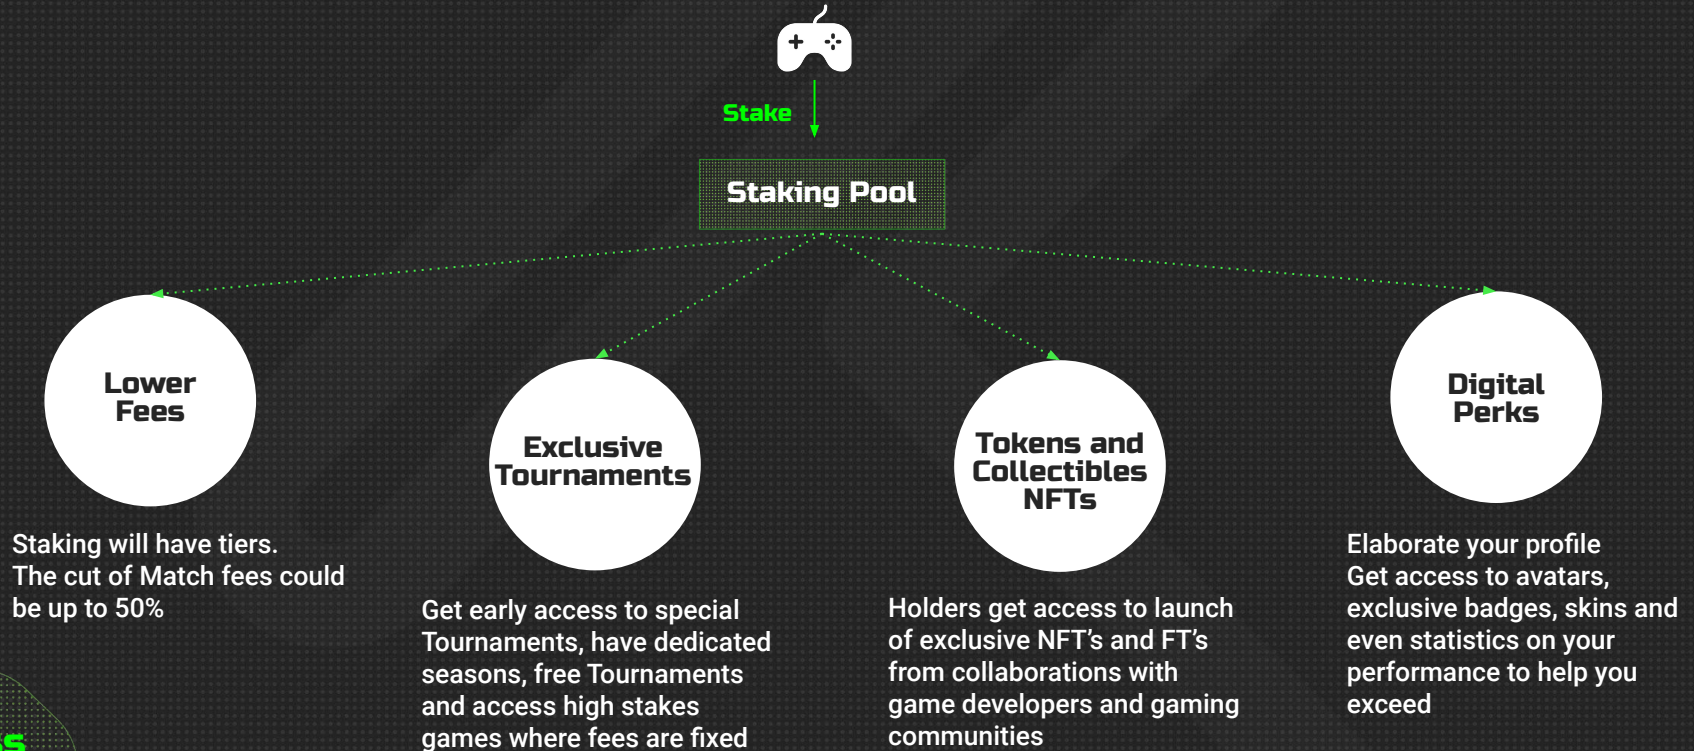 Stake
Staking Pool
Lower
Fees
Staking will have tiers.
The cut of Match fees could
be up to 50%
Exclusive
Tournaments
Get early access to special
Tournaments, have dedicated
seasons, free Tournaments
and access high stakes
games where fees are fixed
Tokens and
Collectibles
NFTs
Holders get access to launch
of exclusive NFT's and FT's
from collaborations with
game developers and gaming
communities
Digital
Perks
Elaborate your profile
Get access to avatars,
exclusive badges, skins and
even statistics on your
performance to help you
exceed